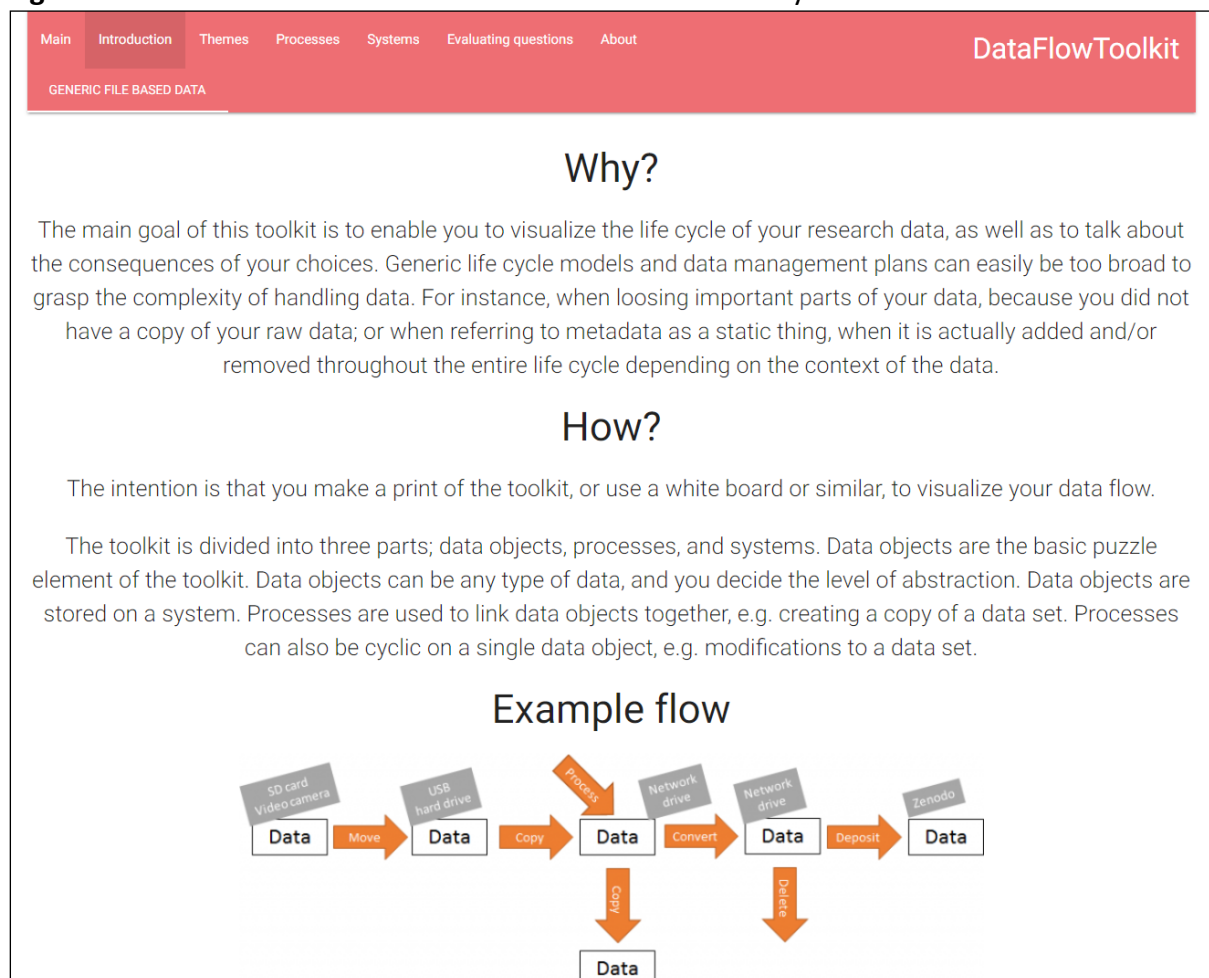 Main Introduction Themes Processes Systems Evaluating questions About
DataFlowToolkit
GENERIC FILE BASED DATA
Why?
The main goal of this toolkit is to enable you to visualize the life cycle of your research data, as well as to talk about
the consequences of your choices. Generic life cycle models and data management plans can easily be too broad to
grasp the complexity of handling data. For instance, when loosing important parts of your data, because you did not
have a copy of your raw data; or when referring to metadata as a static thing, when it is actually added and/or
removed throughout the entire life cycle depending on the context of the data.
How?
The intention is that you make a print of the toolkit, or use a white board or similar, to visualize your data flow.
The toolkit is divided into three parts; data objects, processes, and systems. Data objects are the basic puzzle
element of the toolkit. Data objects can be any type of data, and you decide the level of abstraction. Data objects are
stored on a system. Processes are used to link data objects together, e.g. creating a copy of a data set. Processes
can also be cyclic on a single data object, e.g. modifications to a data set.
Example flow
SD card
Video camera
USB
hard drive
Process
Network
drive
Network
drive
Zenodo
Data Move Data Copy Data Convert Data Deposit Data
Copy
Delete
Data